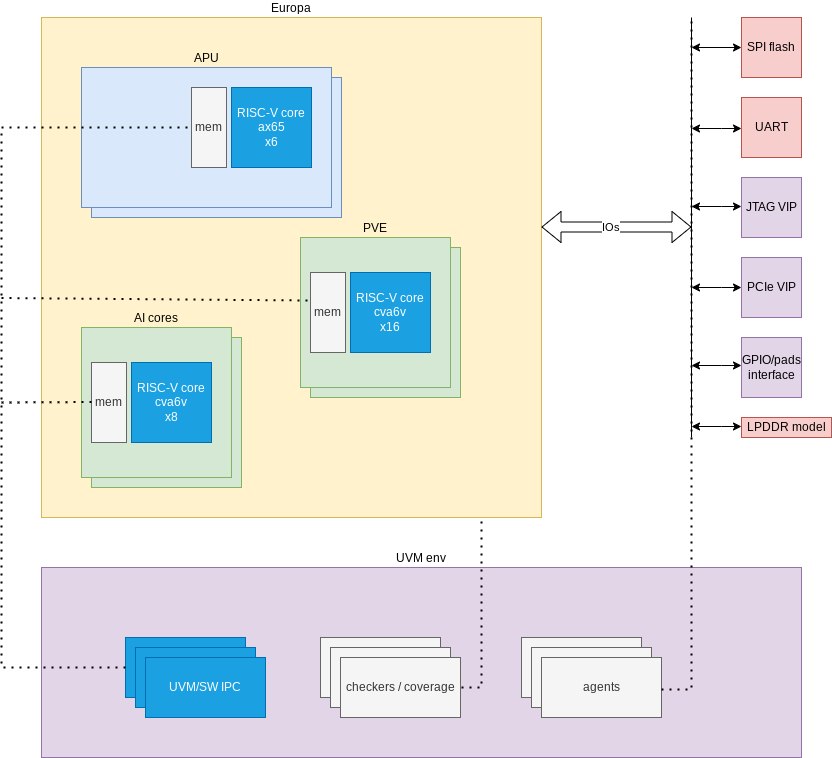 Europa
APU
mem
RISC-V core
ax65
x6
PVE
mem
RISC-V core
cva6v
x16
AI cores
mem
RISC-V core
cva6v
x8
IOs
SPI flash
UART
JTAG VIP
PCIe VIP
GPIO/pads
interface
LPDDR model
UVM env
UVM/SW IPC
checkers / coverage
agents